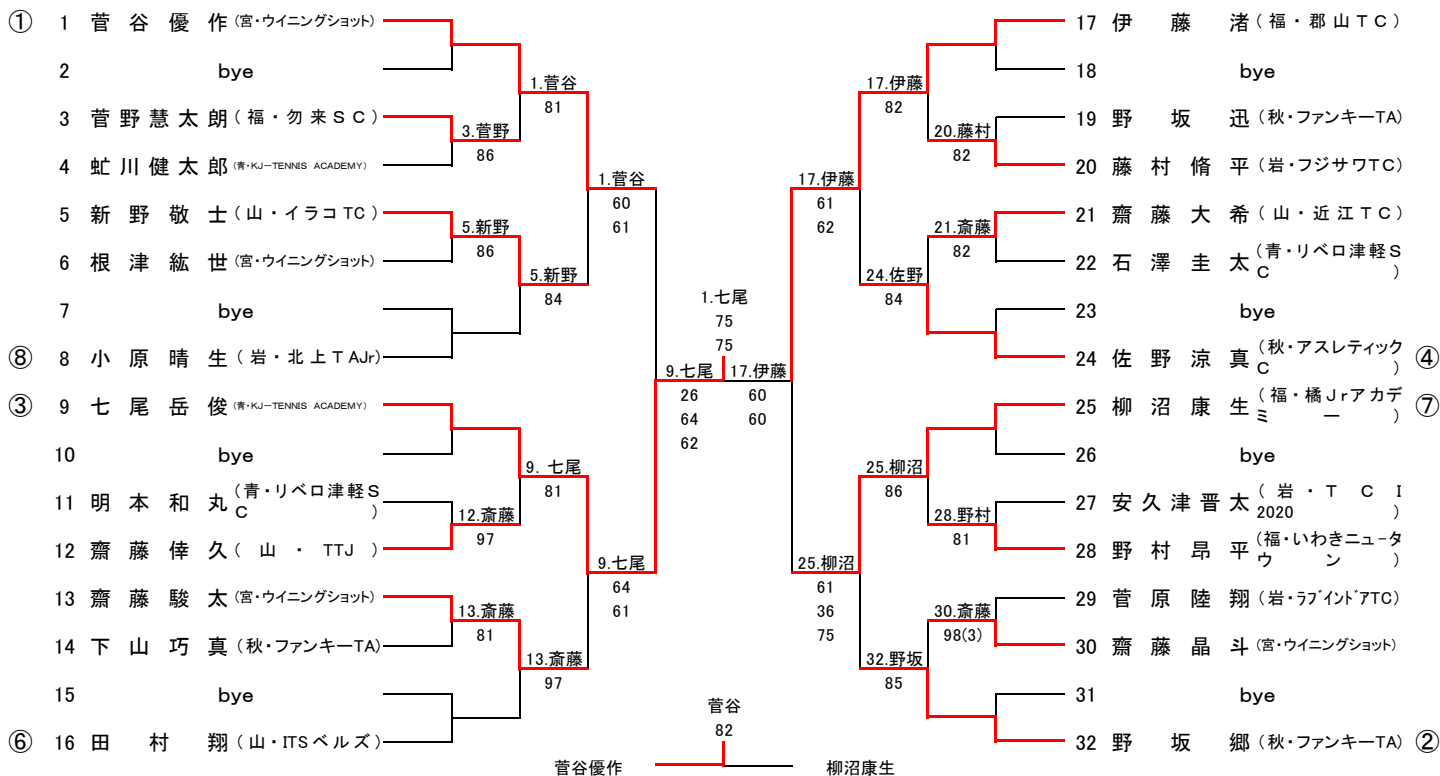 ① 1 菅谷優作 (宮・ウイニングショット)
2 bye
3 菅野慧太朗 (福・勿来SC)
4 虻川健太郎 (青・KJ-TENNIS ACADEMY)
5 新野敬士 (山・イラコTC)
6 根津紘世 (宮・ウイニングショット)
7 bye
⑧ 8 小原晴生 (岩・北上TAJr)
③ 9 七尾岳俊 (青・KJ-TENNIS ACADEMY)
10 bye
11 明本和丸 (青・リベロ津軽S
C )
12 齋藤倖久 (山・TTJ)
13 齋藤駿太 (宮・ウイニングショット)
14 下山巧真 (秋・ファンキーTA)
15 bye
⑥ 16 田村翔 (山・ITSベルズ)
3.菅野
86
5.新野
86
12.斎藤
97
13.斎藤
81
1.菅谷
81
5.新野
84
9. 七尾
81
13.斎藤
97
1.菅谷
60
61
9.七尾
64
61
9.七尾
26
64
62
1.七尾
75
75
17.伊藤
60
60
17.伊藤
61
62
25.柳沼
61
36
75
17.伊藤
82
24.佐野
84
25.柳沼
86
32.野坂
85
20.藤村
82
21.斎藤
82
28.野村
81
30.斎藤
98(3)
17 伊藤渚 (福・郡山TC)
18 bye
19 野坂迅 (秋・ファンキーTA)
20 藤村脩平 (岩・フジサワTC)
21 齋藤大希 (山・近江TC)
22 石澤圭太 (青・リベロ津軽S
C )
23 bye
24 佐野涼真 (秋・アスレティック ④
C )
25 柳沼康生 (福・橘Jrアカデ ⑦
ミー )
26 bye
27 安久津晋太 (岩・TCI
2020 )
28 野村昂平 (福・いわきニュ-タ
ウン )
29 菅原陸翔 (岩・ラブインドアTC)
30 齋藤晶斗 (宮・ウイニングショット)
31 bye
32 野坂郷 (秋・ファンキーTA) ②
菅谷
82
菅谷優作
柳沼康生